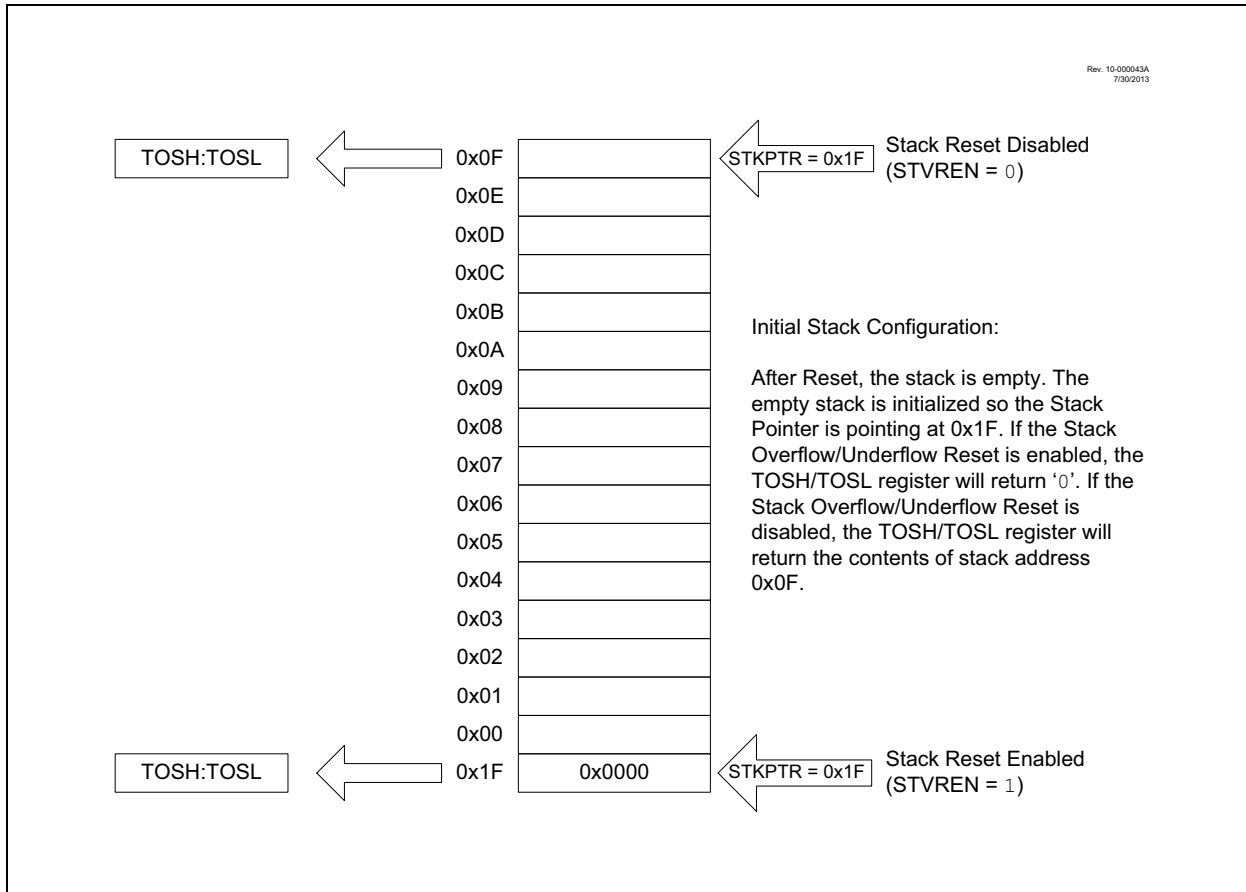 Rev. 10-000043A
7/30/2013
TOSH:TOSL
0x0F
STKPTR = 0x1F
Stack Reset Disabled
(STVREN = 0)
0x0E
0x0D
0x0C
0x0B
0x0A
0x09
0x08
0x07
0x06
0x05
0x04
0x03
0x02
0x01
0x00
Initial Stack Configuration:
After Reset, the stack is empty. The
empty stack is initialized so the Stack
Pointer is pointing at 0x1F. If the Stack
Overflow/Underflow Reset is enabled, the
TOSH/TOSL register will return ‘0’. If the
Stack Overflow/Underflow Reset is
disabled, the TOSH/TOSL register will
return the contents of stack address
0x0F.
TOSH:TOSL
0x1F
0x0000
STKPTR = 0x1F
Stack Reset Enabled
(STVREN = 1)